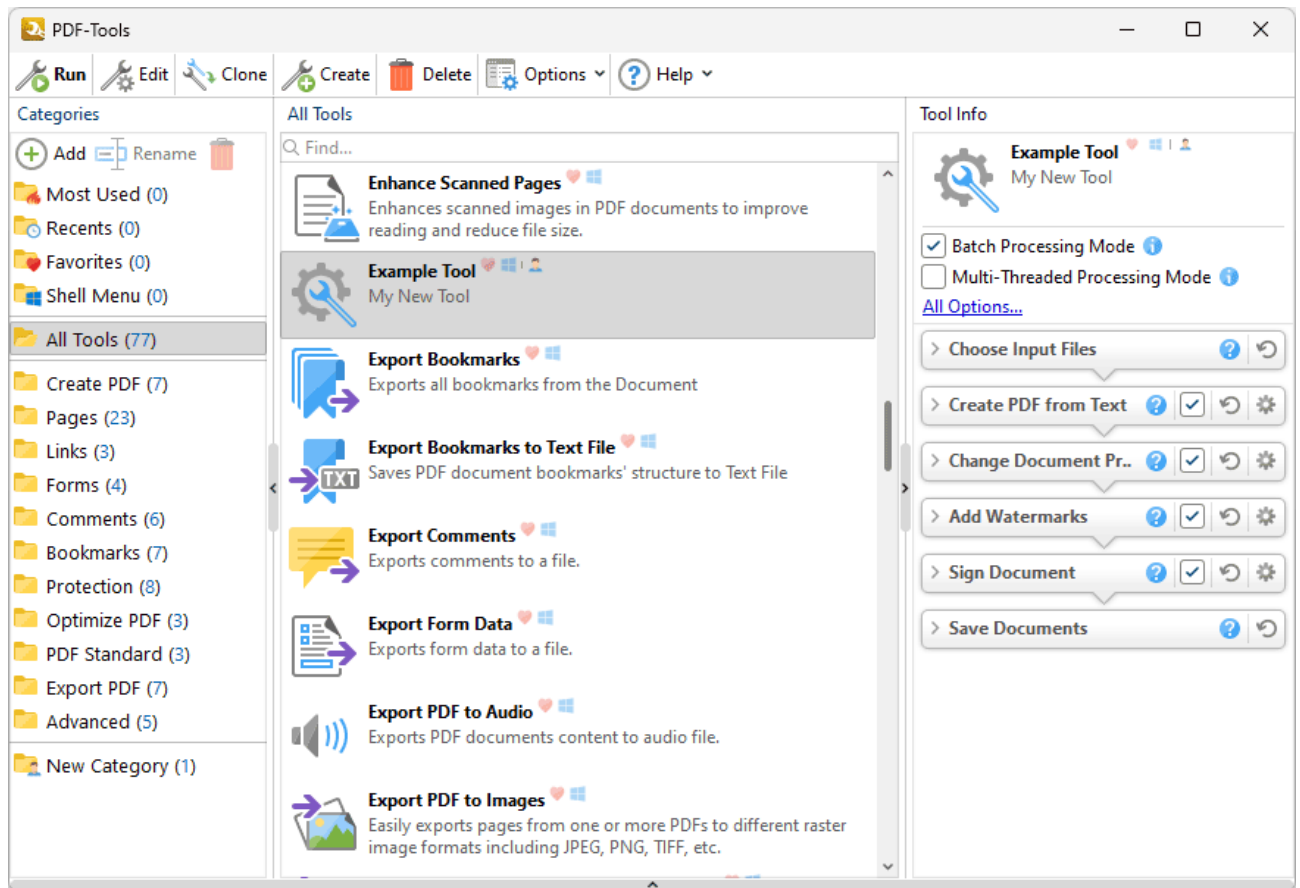 PDF-Tools
Run Edit Clone Create Delete Options Help
Categories
Add Rename
Most Used (0)
Recents (0)
Favorites (0)
Shell Menu (0)
All Tools (77)
Create PDF (7)
Pages (23)
Links (3)
Forms (4)
Comments (6)
Bookmarks (7)
Protection (8)
Optimize PDF (3)
PDF Standard (3)
Export PDF (7)
Advanced (5)
New Category (1)
All Tools
Find...
Enhance Scanned Pages
Enhances scanned images in PDF documents to improve
reading and reduce file size.
Example Tool
My New Tool
Export Bookmarks
Exports all bookmarks from the Document
Export Bookmarks to Text File
TXT
Saves PDF document bookmarks' structure to Text File
Export Comments
Exports comments to a file.
Export Form Data
Exports form data to a file.
Export PDF to Audio
Exports PDF documents content to audio file.
Export PDF to Images
Easily exports pages from one or more PDFs to different raster
image formats including JPEG, PNG, TIFF, etc.
Tool Info
Example Tool
My New Tool
Batch Processing Mode
Multi-Threaded Processing Mode
All Options...
Choose Input Files
Create PDF from Text
Change Document Pr..
Add Watermarks
Sign Document
Save Documents